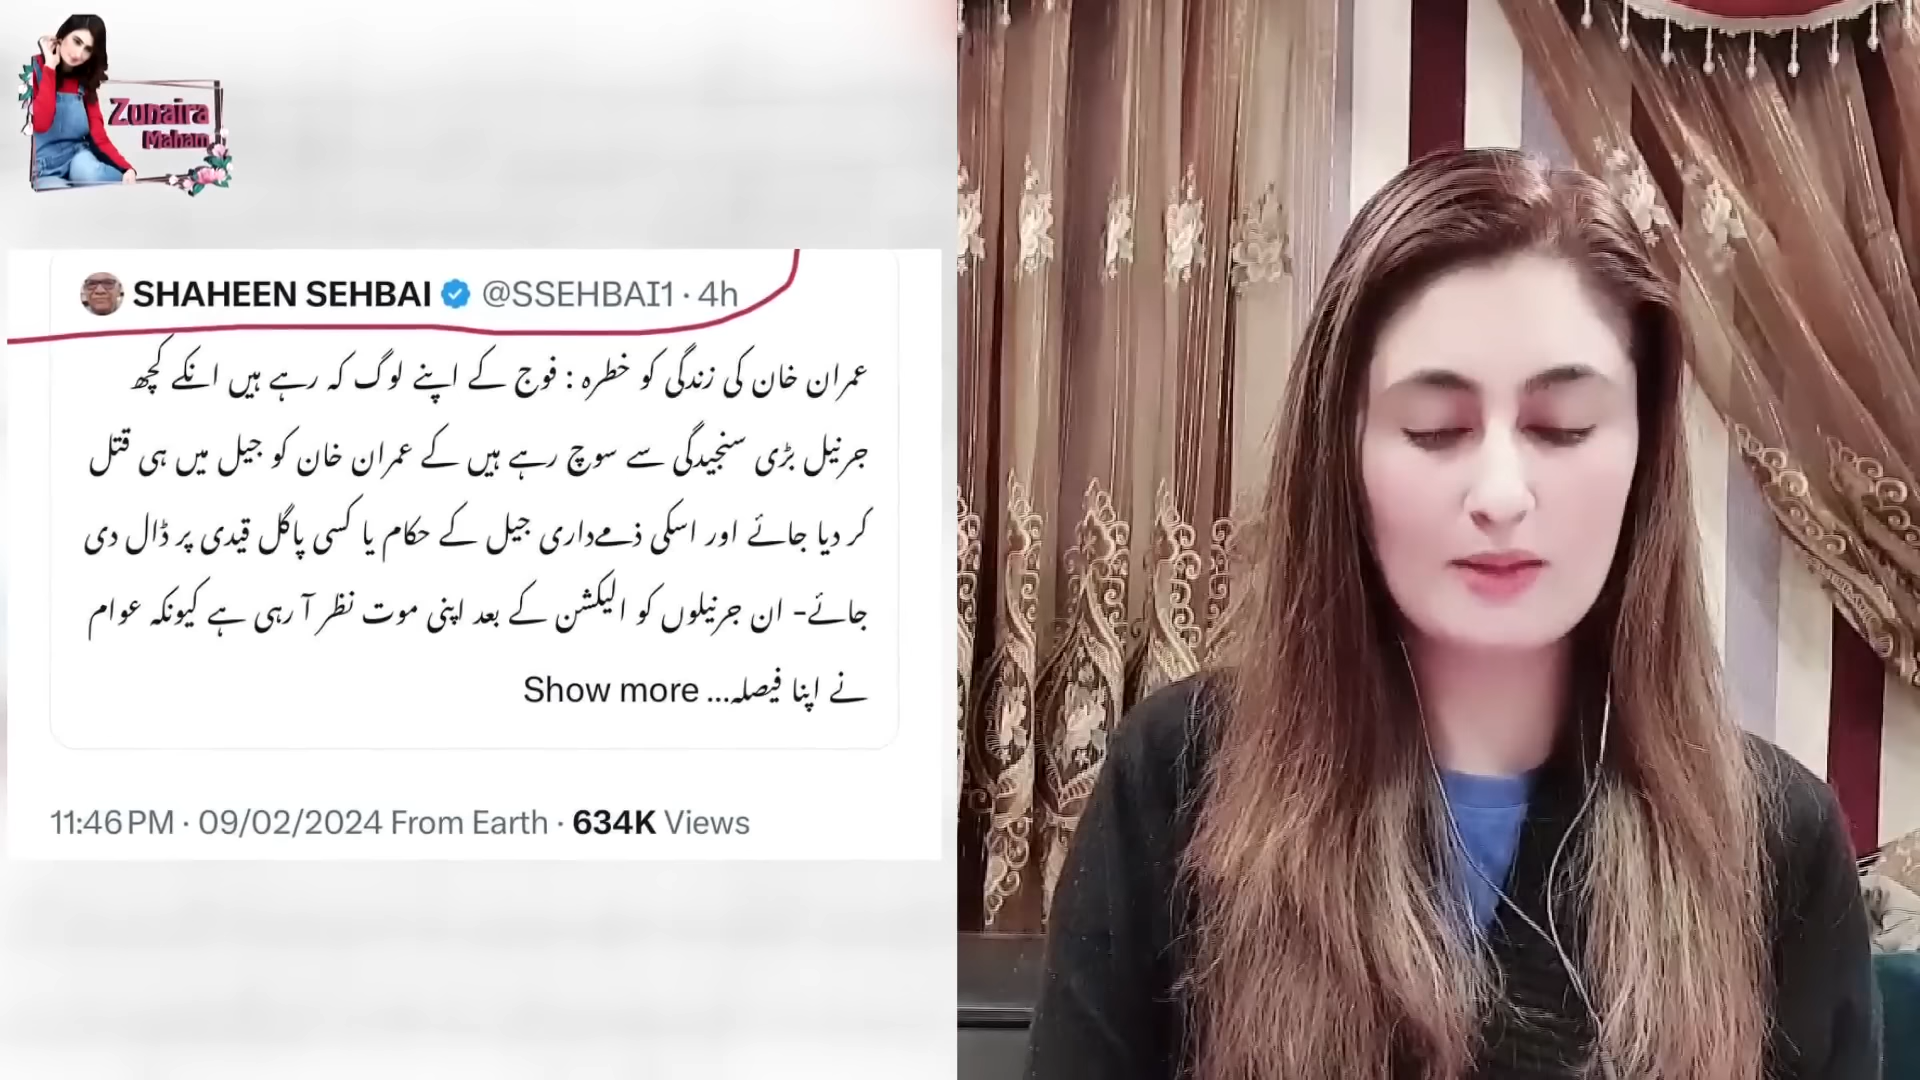 Zunaira
Maham
SHAHEEN SEHBAI @SSEHBAI1 · 4h
عمران خان کی زندگی کو خطرہ : فوج کے اپنے لوگ کہ رہے ہیں انکے کچھ
جرنیل بڑی سنجیدگی سے سوچ رہے ہیں کے عمران خان کو جیل میں ہی قتل
کر دیا جائے اور اسکی ذمےداری جیل کے حکام یا کسی پاگل قیدی پر ڈال دی
جائے- ان جرنیلوں کو الیکشن کے بعد اپنی موت نظر آ رہی ہے کیونکہ عوام
نے اپنا فیصلہ... Show more
11:46 PM · 09/02/2024 From Earth · 634K Views